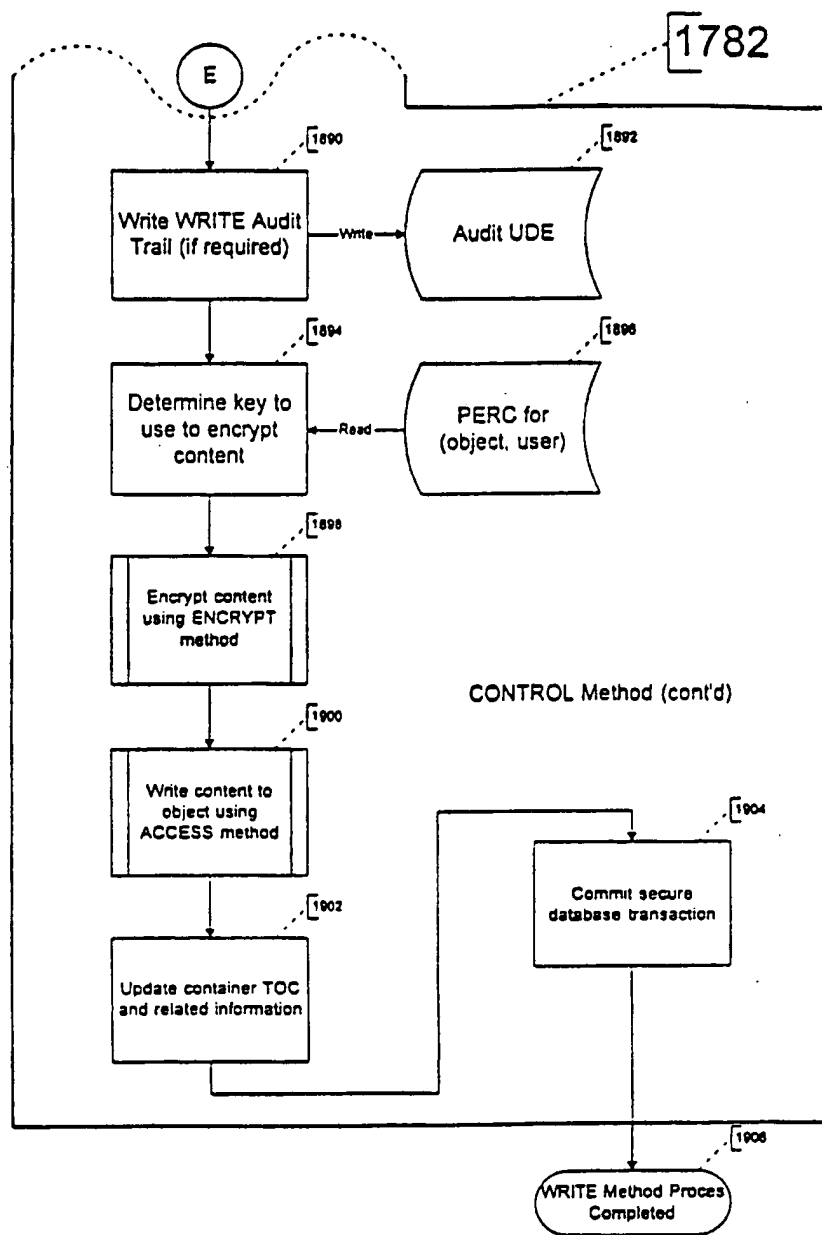 1782
E
1890
Write WRITE Audit
Trail (if required)
Write
1892
Audit UDE
1894
Determine key to
use to encrypt
content
Read
1896
PERC for
(object, user)
1898
Encrypt content
using ENCRYPT
method
CONTROL Method (cont'd)
1900
Write content to
object using
ACCESS method
1902
Update container TOC
and related information
1904
Commit secure
database transaction
1906
WRITE Method Proces
Completed